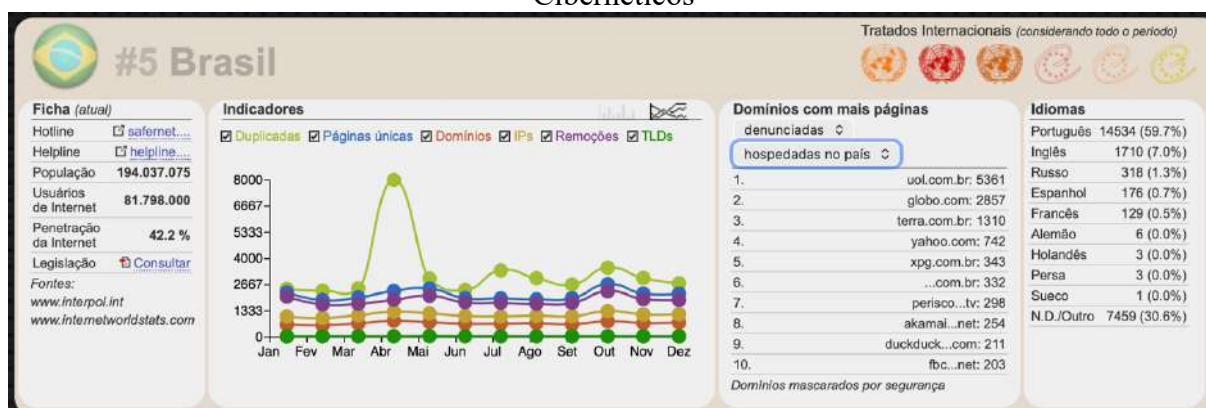 Cibernéticos
Tratados Internacionais (considerando todo o período)
#5 Brasil
Ficha (atual)
Hotline safernet....
Helpline helpline....
População 194.037.075
Usuários
de Internet 81.798.000
Penetração
da Internet 42.2 %
Legislação Consultar
Fontes:
www.interpol.int
www.internetworldstats.com
Indicadores
Duplicadas Páginas únicas Domínios IPs Remoções TLDs
8000
6667
5333
4000
2667
1333
0
Jan Fev Mar Abr Mai Jun Jul Ago Set Out Nov Dez
Domínios com mais páginas
denunciadas
hospedadas no país
1. uol.com.br: 5361
2. globo.com: 2857
3. terra.com.br: 1310
4. yahoo.com: 742
5. xpg.com.br: 343
6. ...com.br: 332
7. perisco...tv: 298
8. akamai...net: 254
9. duckduck...com: 211
10. fbc...net: 203
Domínios mascarados por segurança
Idiomas
Português 14534 (59.7%)
Inglês 1710 (7.0%)
Russo 318 (1.3%)
Espanhol 176 (0.7%)
Francês 129 (0.5%)
Alemão 6 (0.0%)
Holandês 3 (0.0%)
Persa 3 (0.0%)
Sueco 1 (0.0%)
N.D./Outro 7459 (30.6%)